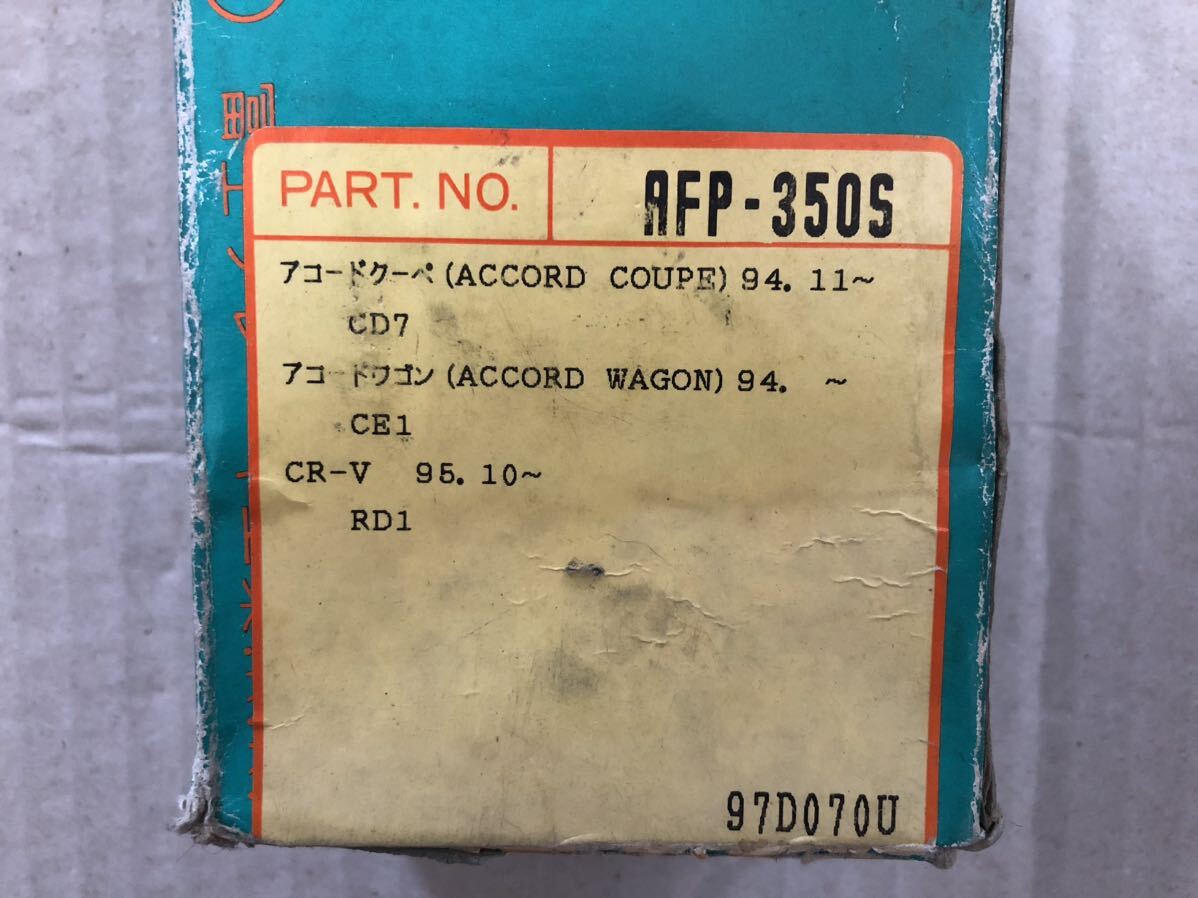 PART. NO. AFP-350S
アコードクーペ(ACCORD COUPE)94.11~
CD7
アコードワゴン(ACCORD WAGON)94. ~
CE1
CR-V 95.10~
RD1
97D070U